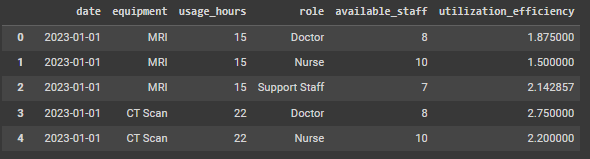 date equipment usage_hours role available_staff utilization_efficiency
0 2023-01-01 MRI 15 Doctor 8 1.875000
1 2023-01-01 MRI 15 Nurse 10 1.500000
2 2023-01-01 MRI 15 Support Staff 7 2.142857
3 2023-01-01 CT Scan 22 Doctor 8 2.750000
4 2023-01-01 CT Scan 22 Nurse 10 2.200000